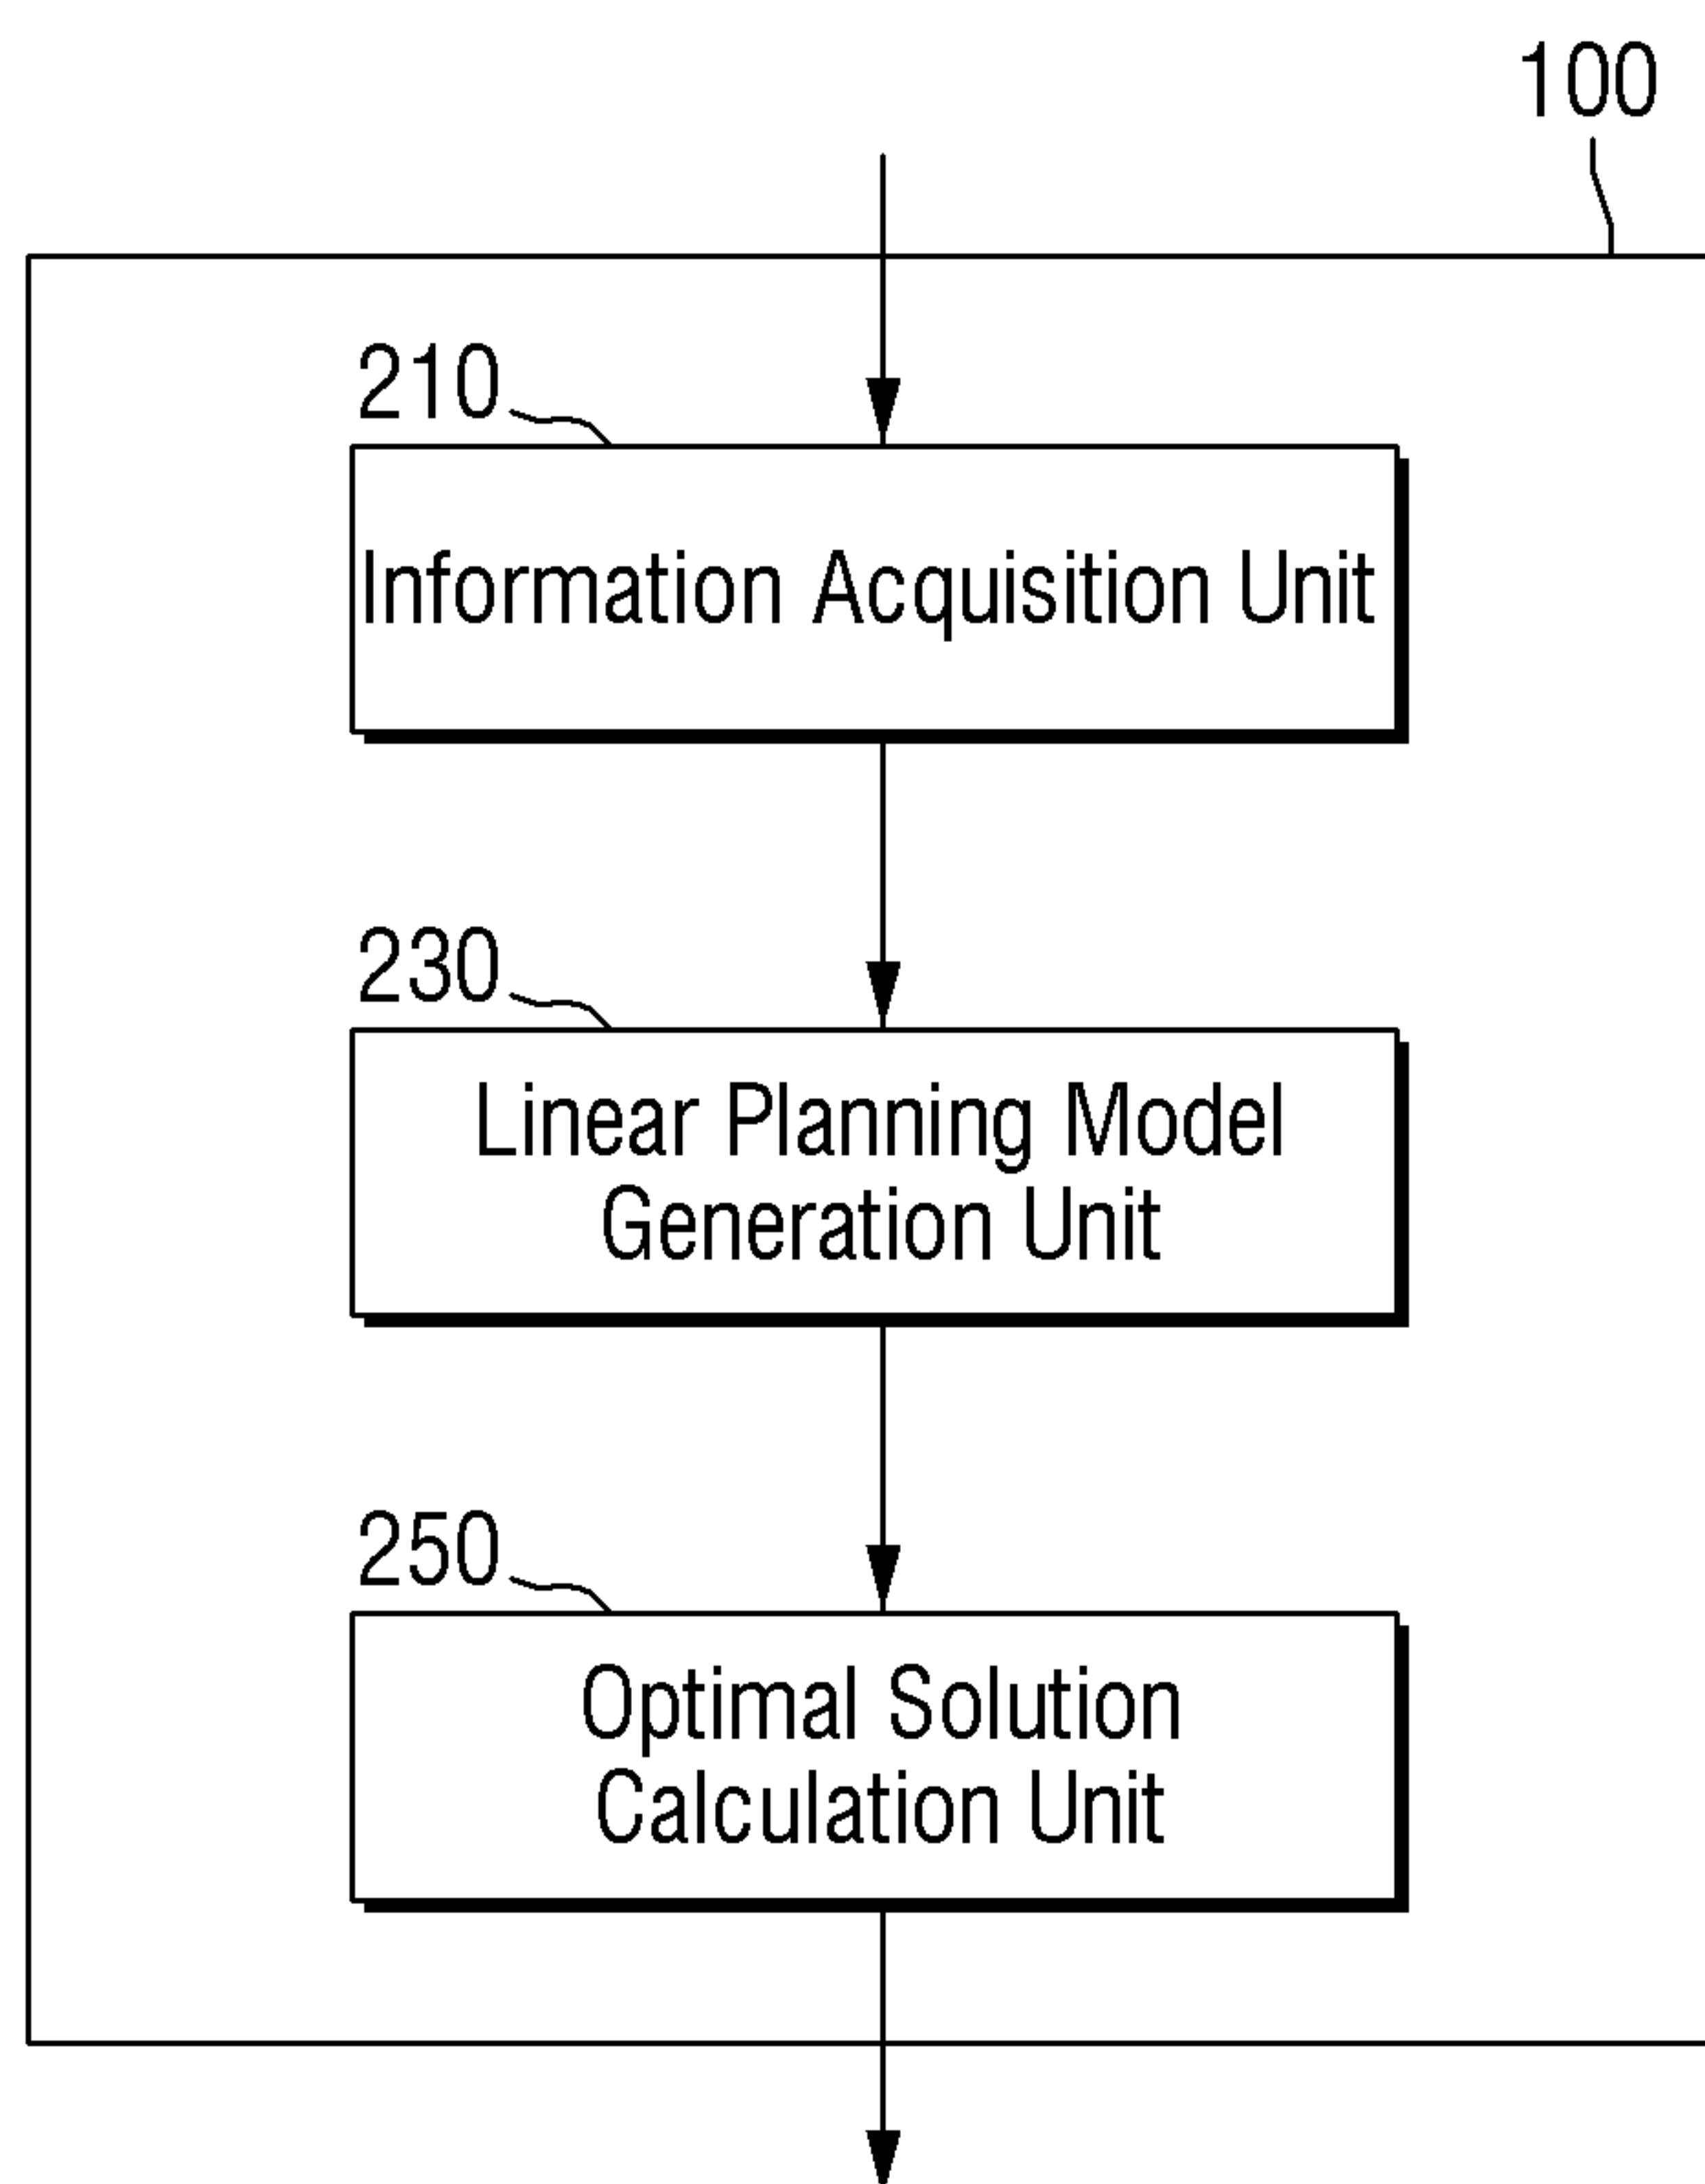 100
210
Information Acquisition Unit
230
Linear Planning Model
Generation Unit
250
Optimal Solution
Calculation Unit